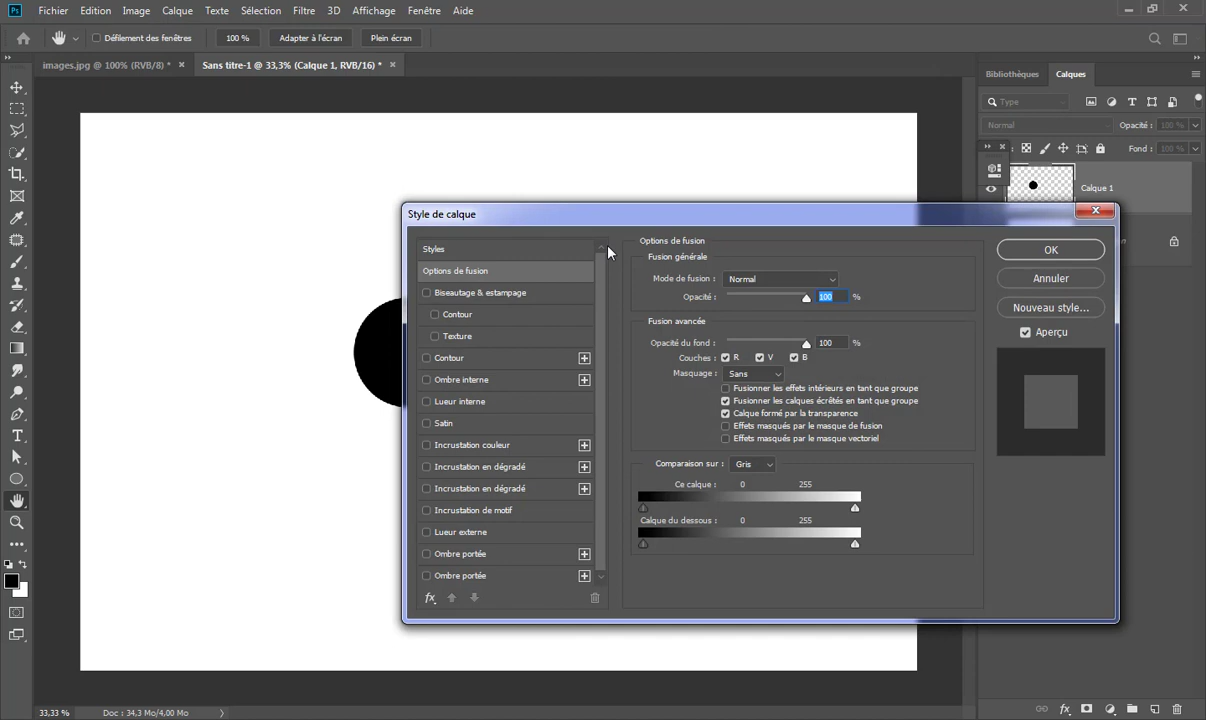 Ps Fichier Edition Image Calque Texte Sélection Filtre 3D Affichage Fenêtre Aide
Défilement des fenêtres 100 % Adapter à l'écran Plein écran
images.jpg @ 100% (RVB/8) * Sans titre-1 @ 33,3% (Calque 1, RVB/16) *
Bibliothèques Calques
Type
Normal Opacité : 100 %
Fond : 100 %
Calque 1
Style de calque
Styles
Options de fusion
Biseautage & estampage
Contour
Texture
Contour
Ombre interne
Lueur interne
Satin
Incrustation couleur
Incrustation en dégradé
Incrustation en dégradé
Incrustation de motif
Lueur externe
Ombre portée
Ombre portée
fx
Options de fusion
Fusion générale
Mode de fusion : Normal
Opacité : 100 %
Fusion avancée
Opacité du fond : 100 %
Couches : R V B
Masquage : Sans
Fusionner les effets intérieurs en tant que groupe
Fusionner les calques écrêtés en tant que groupe
Calque formé par la transparence
Effets masqués par le masque de fusion
Effets masqués par le masque vectoriel
Comparaison sur : Gris
Ce calque : 0 255
Calque du dessous : 0 255
OK
Annuler
Nouveau style...
Aperçu
33,33 % Doc : 34,3 Mo/4,00 Mo
fx